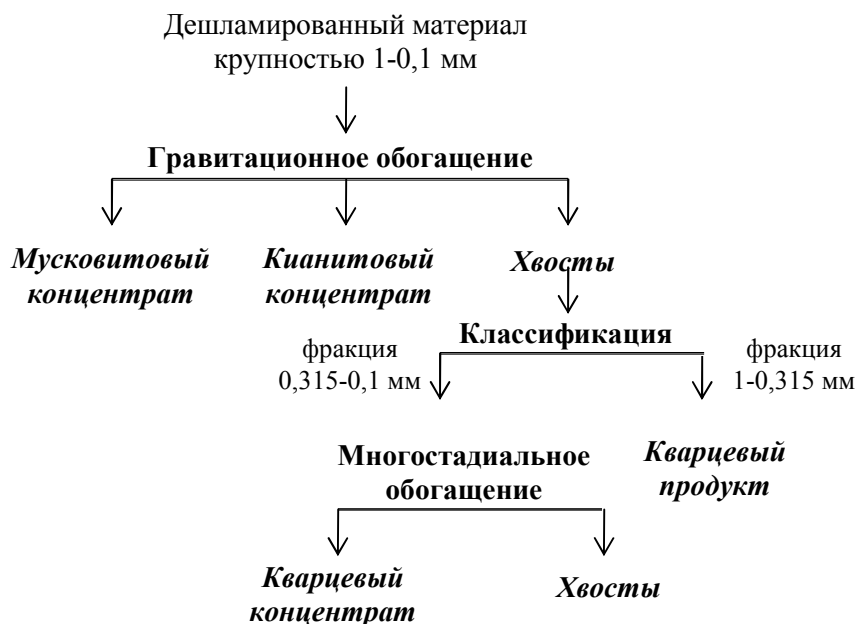 Дешламированный материал
крупностью 1-0,1 мм
Гравитационное обогащение
Мусковитовый
концентрат
Кианитовый
концентрат
Хвосты
Классификация
фракция
0,315-0,1 мм
фракция
1-0,315 мм
Многостадиальное
обогащение
Кварцевый
продукт
Кварцевый
концентрат
Хвосты